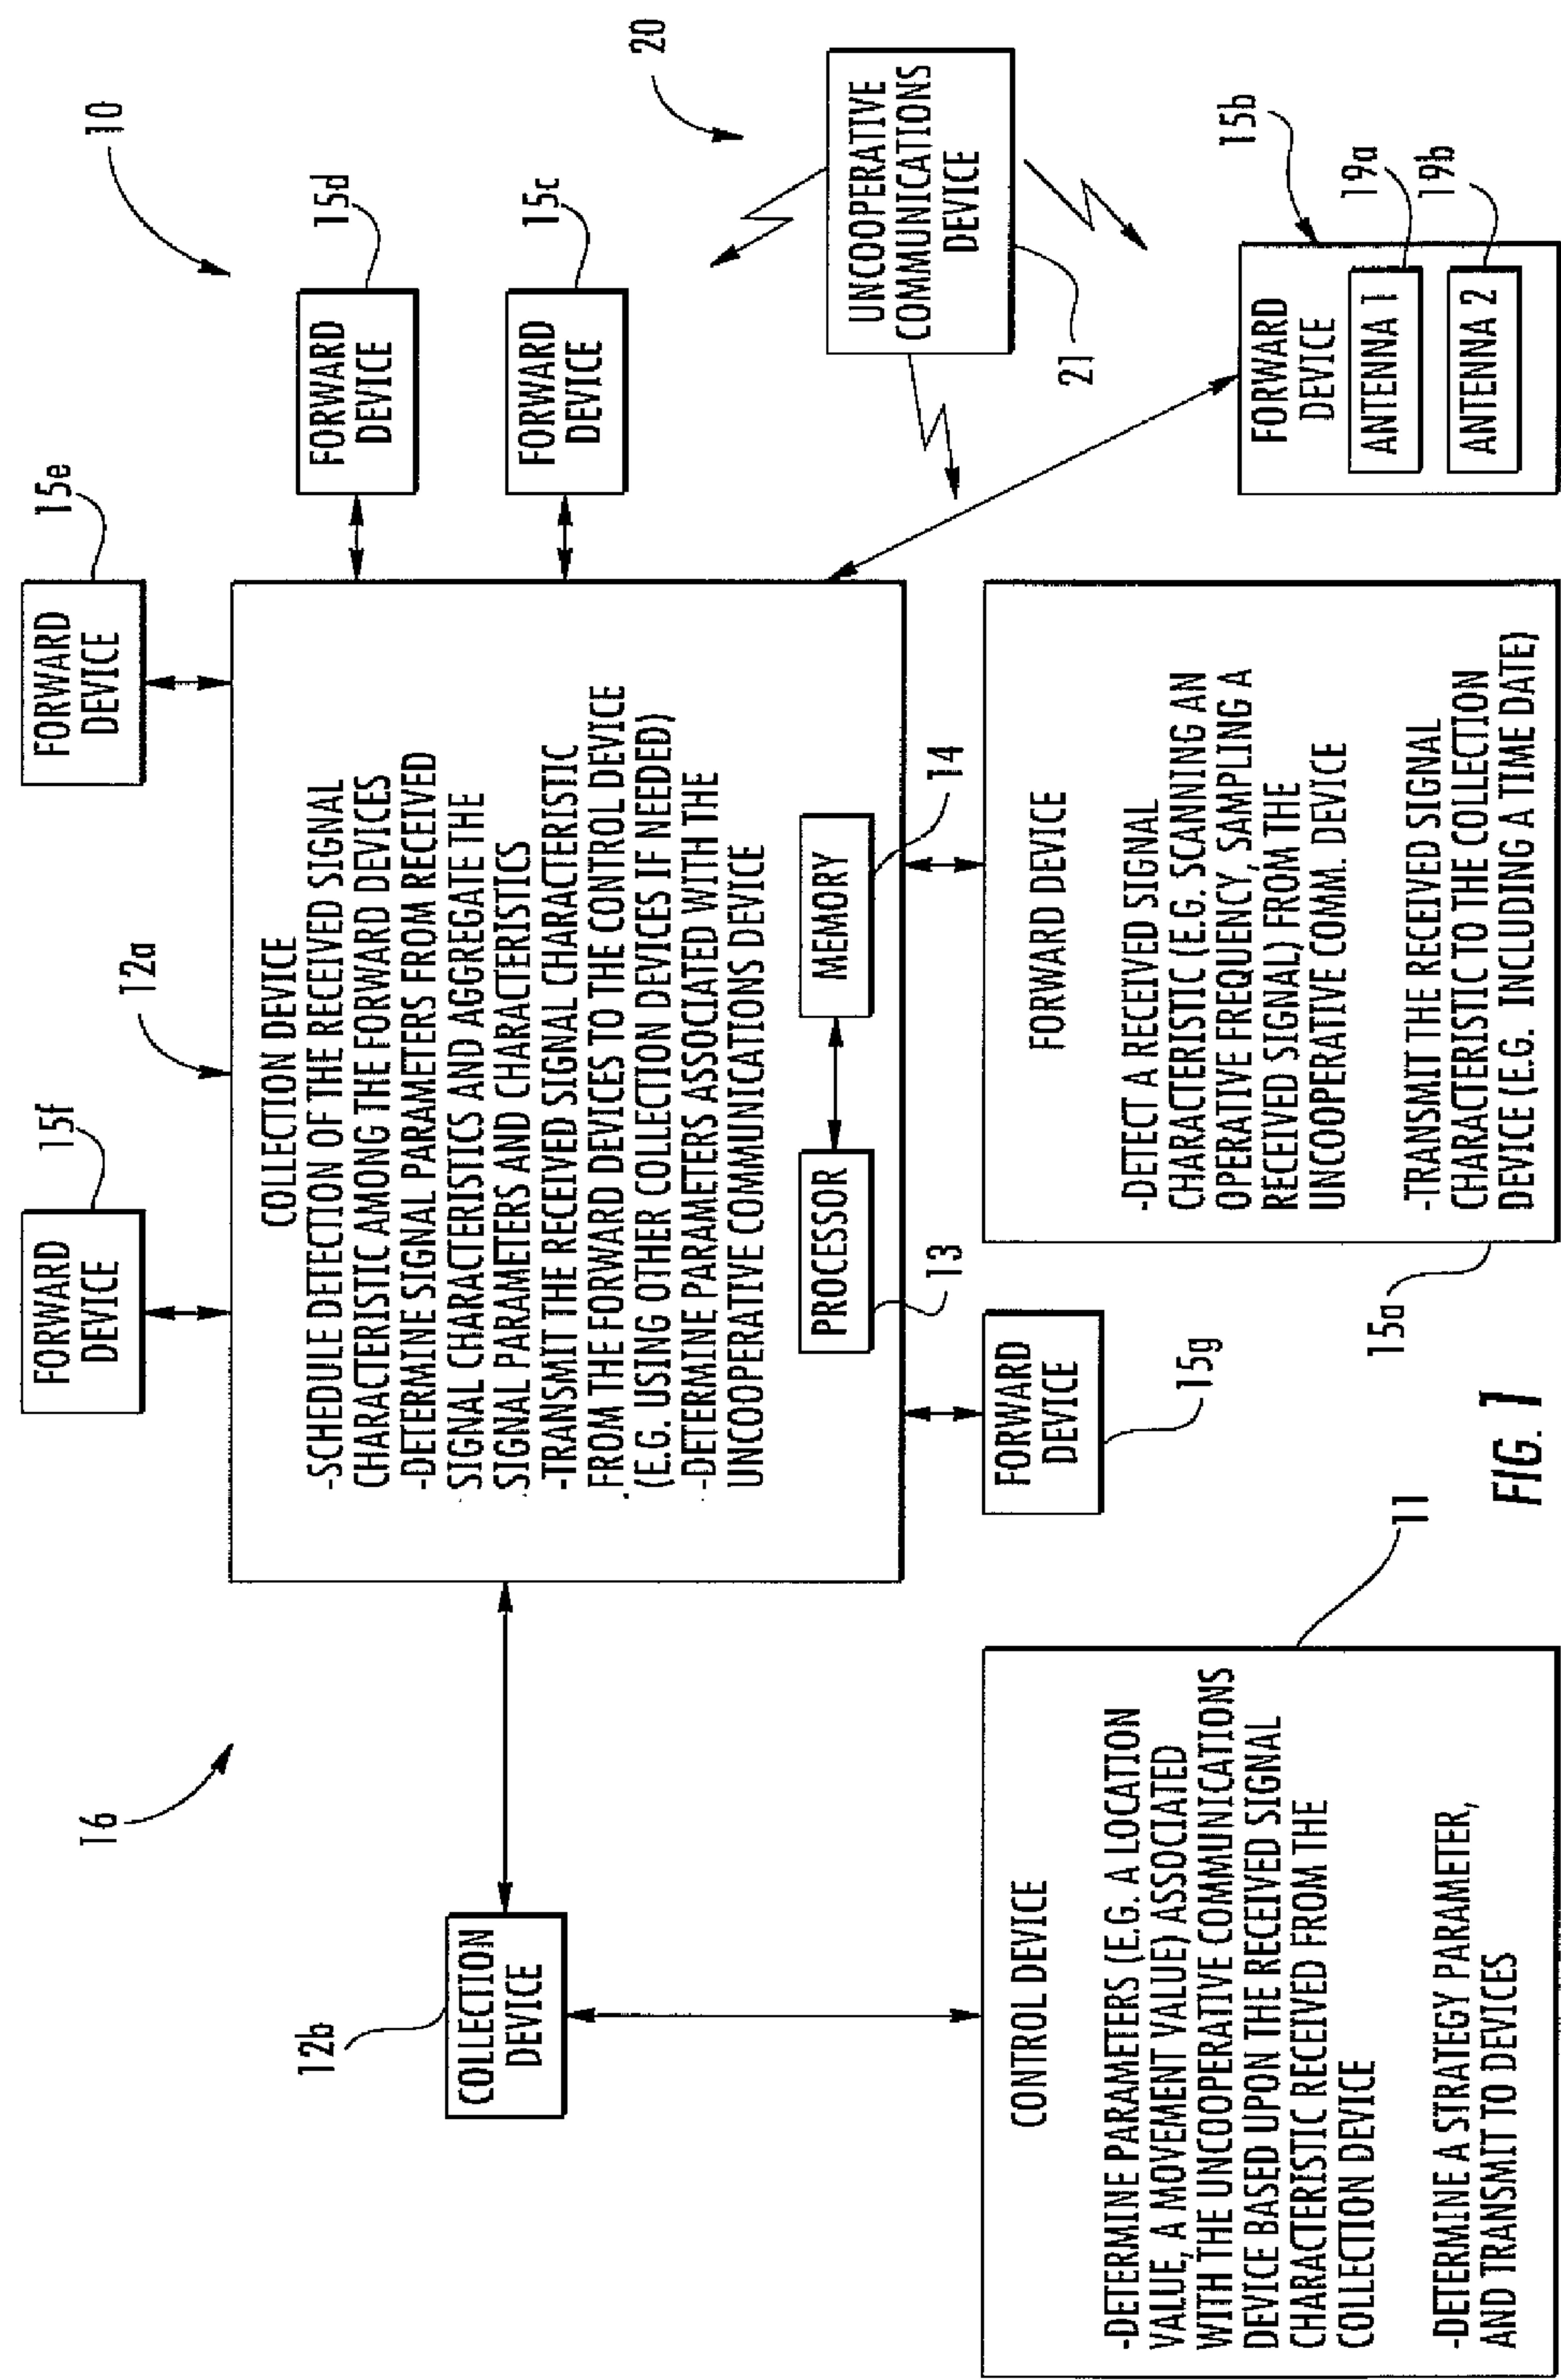 16
15f
FORWARD
DEVICE
15e
FORWARD
DEVICE
10
12a
COLLECTION DEVICE
-SCHEDULE DETECTION OF THE RECEIVED SIGNAL
CHARACTERISTIC AMONG THE FORWARD DEVICES
-DETERMINE SIGNAL PARAMETERS FROM RECEIVED
SIGNAL CHARACTERISTICS AND AGGREGATE THE
SIGNAL PARAMETERS AND CHARACTERISTICS
-TRANSMIT THE RECEIVED SIGNAL CHARACTERISTIC
FROM THE FORWARD DEVICES TO THE CONTROL DEVICE
(E.G. USING OTHER COLLECTION DEVICES IF NEEDED)
-DETERMINE PARAMETERS ASSOCIATED WITH THE
UNCOOPERATIVE COMMUNICATIONS DEVICE
PROCESSOR
MEMORY
13
14
FORWARD
DEVICE
15d
FORWARD
DEVICE
15c
12b
COLLECTION
DEVICE
20
UNCOOPERATIVE
COMMUNICATIONS
DEVICE
21
CONTROL DEVICE
-DETERMINE PARAMETERS (E.G. A LOCATION
VALUE, A MOVEMENT VALUE) ASSOCIATED
WITH THE UNCOOPERATIVE COMMUNICATIONS
DEVICE BASED UPON THE RECEIVED SIGNAL
CHARACTERISTIC RECEIVED FROM THE
COLLECTION DEVICE
-DETERMINE A STRATEGY PARAMETER,
AND TRANSMIT TO DEVICES
11
FORWARD
DEVICE
15g
FORWARD DEVICE
-DETECT A RECEIVED SIGNAL
CHARACTERISTIC (E.G. SCANNING AN
OPERATIVE FREQUENCY, SAMPLING A
RECEIVED SIGNAL) FROM THE
UNCOOPERATIVE COMM. DEVICE
-TRANSMIT THE RECEIVED SIGNAL
CHARACTERISTIC TO THE COLLECTION
DEVICE (E.G. INCLUDING A TIME DATE)
15a
15b
FORWARD
DEVICE
ANTENNA 1
19a
ANTENNA 2
19b
FIG. 1